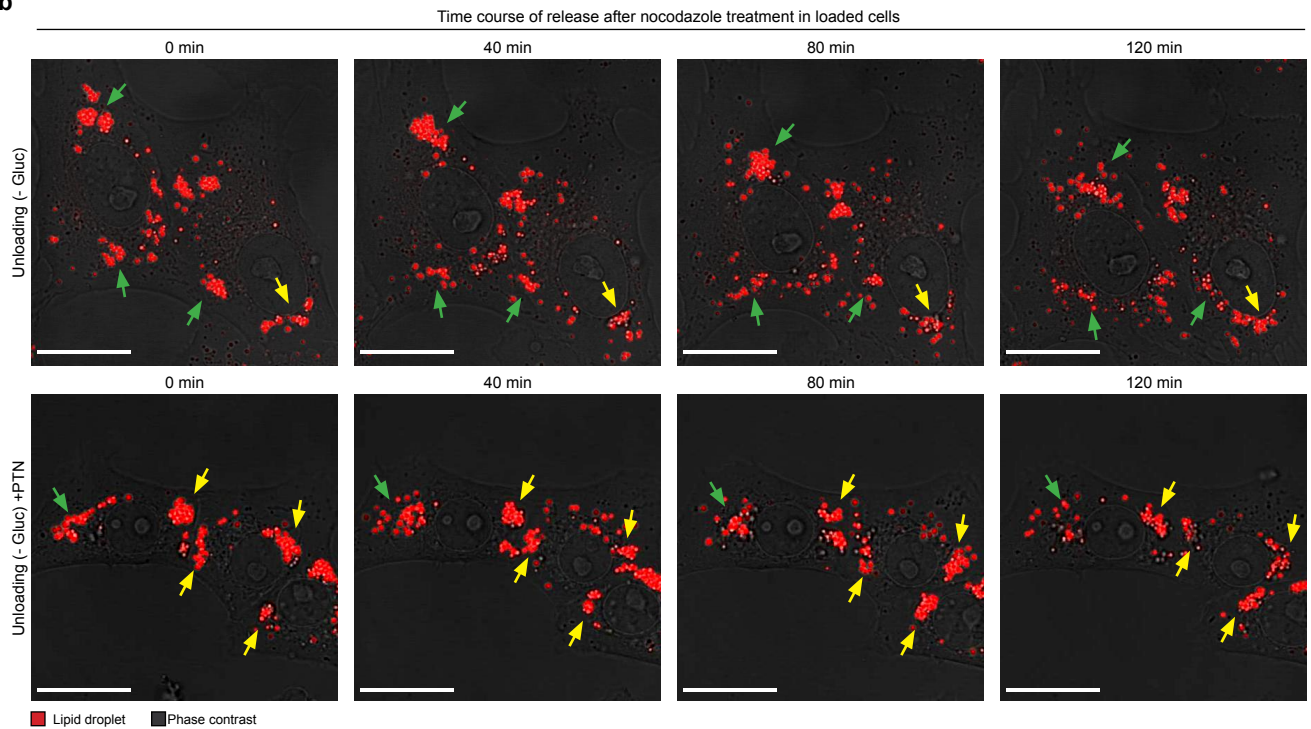 b
Time course of release after nocodazole treatment in loaded cells
0 min 40 min 80 min 120 min
Unloading (- Gluc)
0 min 40 min 80 min 120 min
Unloading (- Gluc) +PTN
Lipid droplet Phase contrast